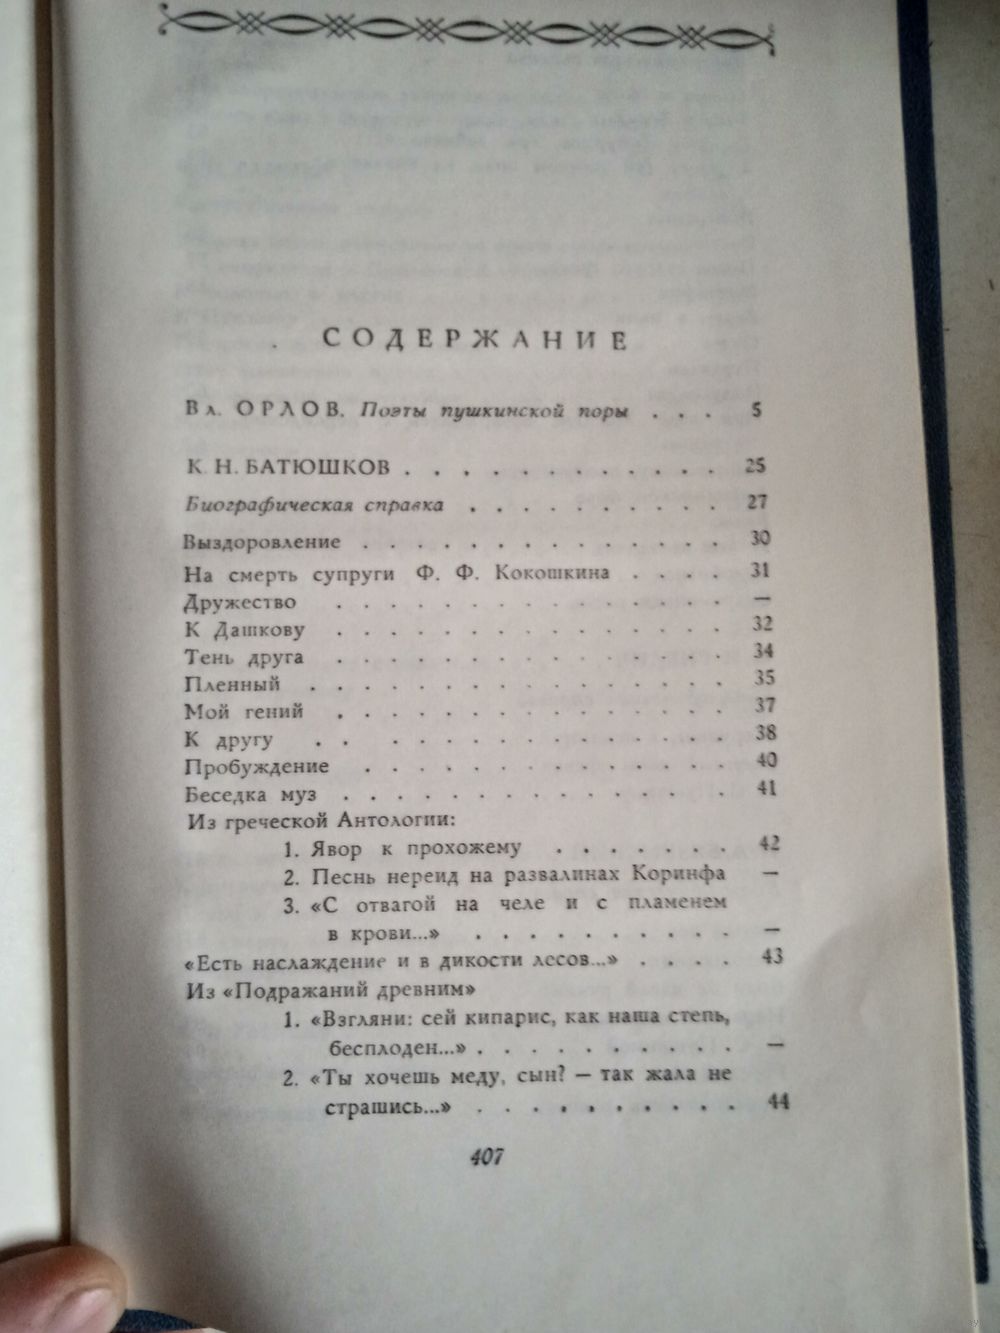 СОДЕРЖАНИЕ
Вл. ОРЛОВ. Поэты пушкинской поры . . . 5
К. Н. БАТЮШКОВ . . . . . . . . . . . . 25
Биографическая справка . . . . . . . . . . 27
Выздоровление . . . . . . . . . . . . . . 30
На смерть супруги Ф. Ф. Кокошкина . . . . 31
Дружество . . . . . . . . . . . . . . . —
К Дашкову . . . . . . . . . . . . . . . 32
Тень друга . . . . . . . . . . . . . . . 34
Пленный . . . . . . . . . . . . . . . . 35
Мой гений . . . . . . . . . . . . . . . 37
К другу . . . . . . . . . . . . . . . 38
Пробуждение . . . . . . . . . . . . . . 40
Беседка муз . . . . . . . . . . . . . . . 41
Из греческой Антологии:
1. Явор к прохожему . . . . . . . 42
2. Песнь нереид на развалинах Коринфа —
3. «С отвагой на челе и с пламенем
в крови...» . . . . . . . . . . —
«Есть наслаждение и в дикости лесов...» . . . . 43
Из «Подражаний древним»
1. «Взгляни: сей кипарис, как наша степь,
бесплоден...» . . . . . . . . . . —
2. «Ты хочешь меду, сын? — так жала не
страшись...» . . . . . . . . . . 44
407